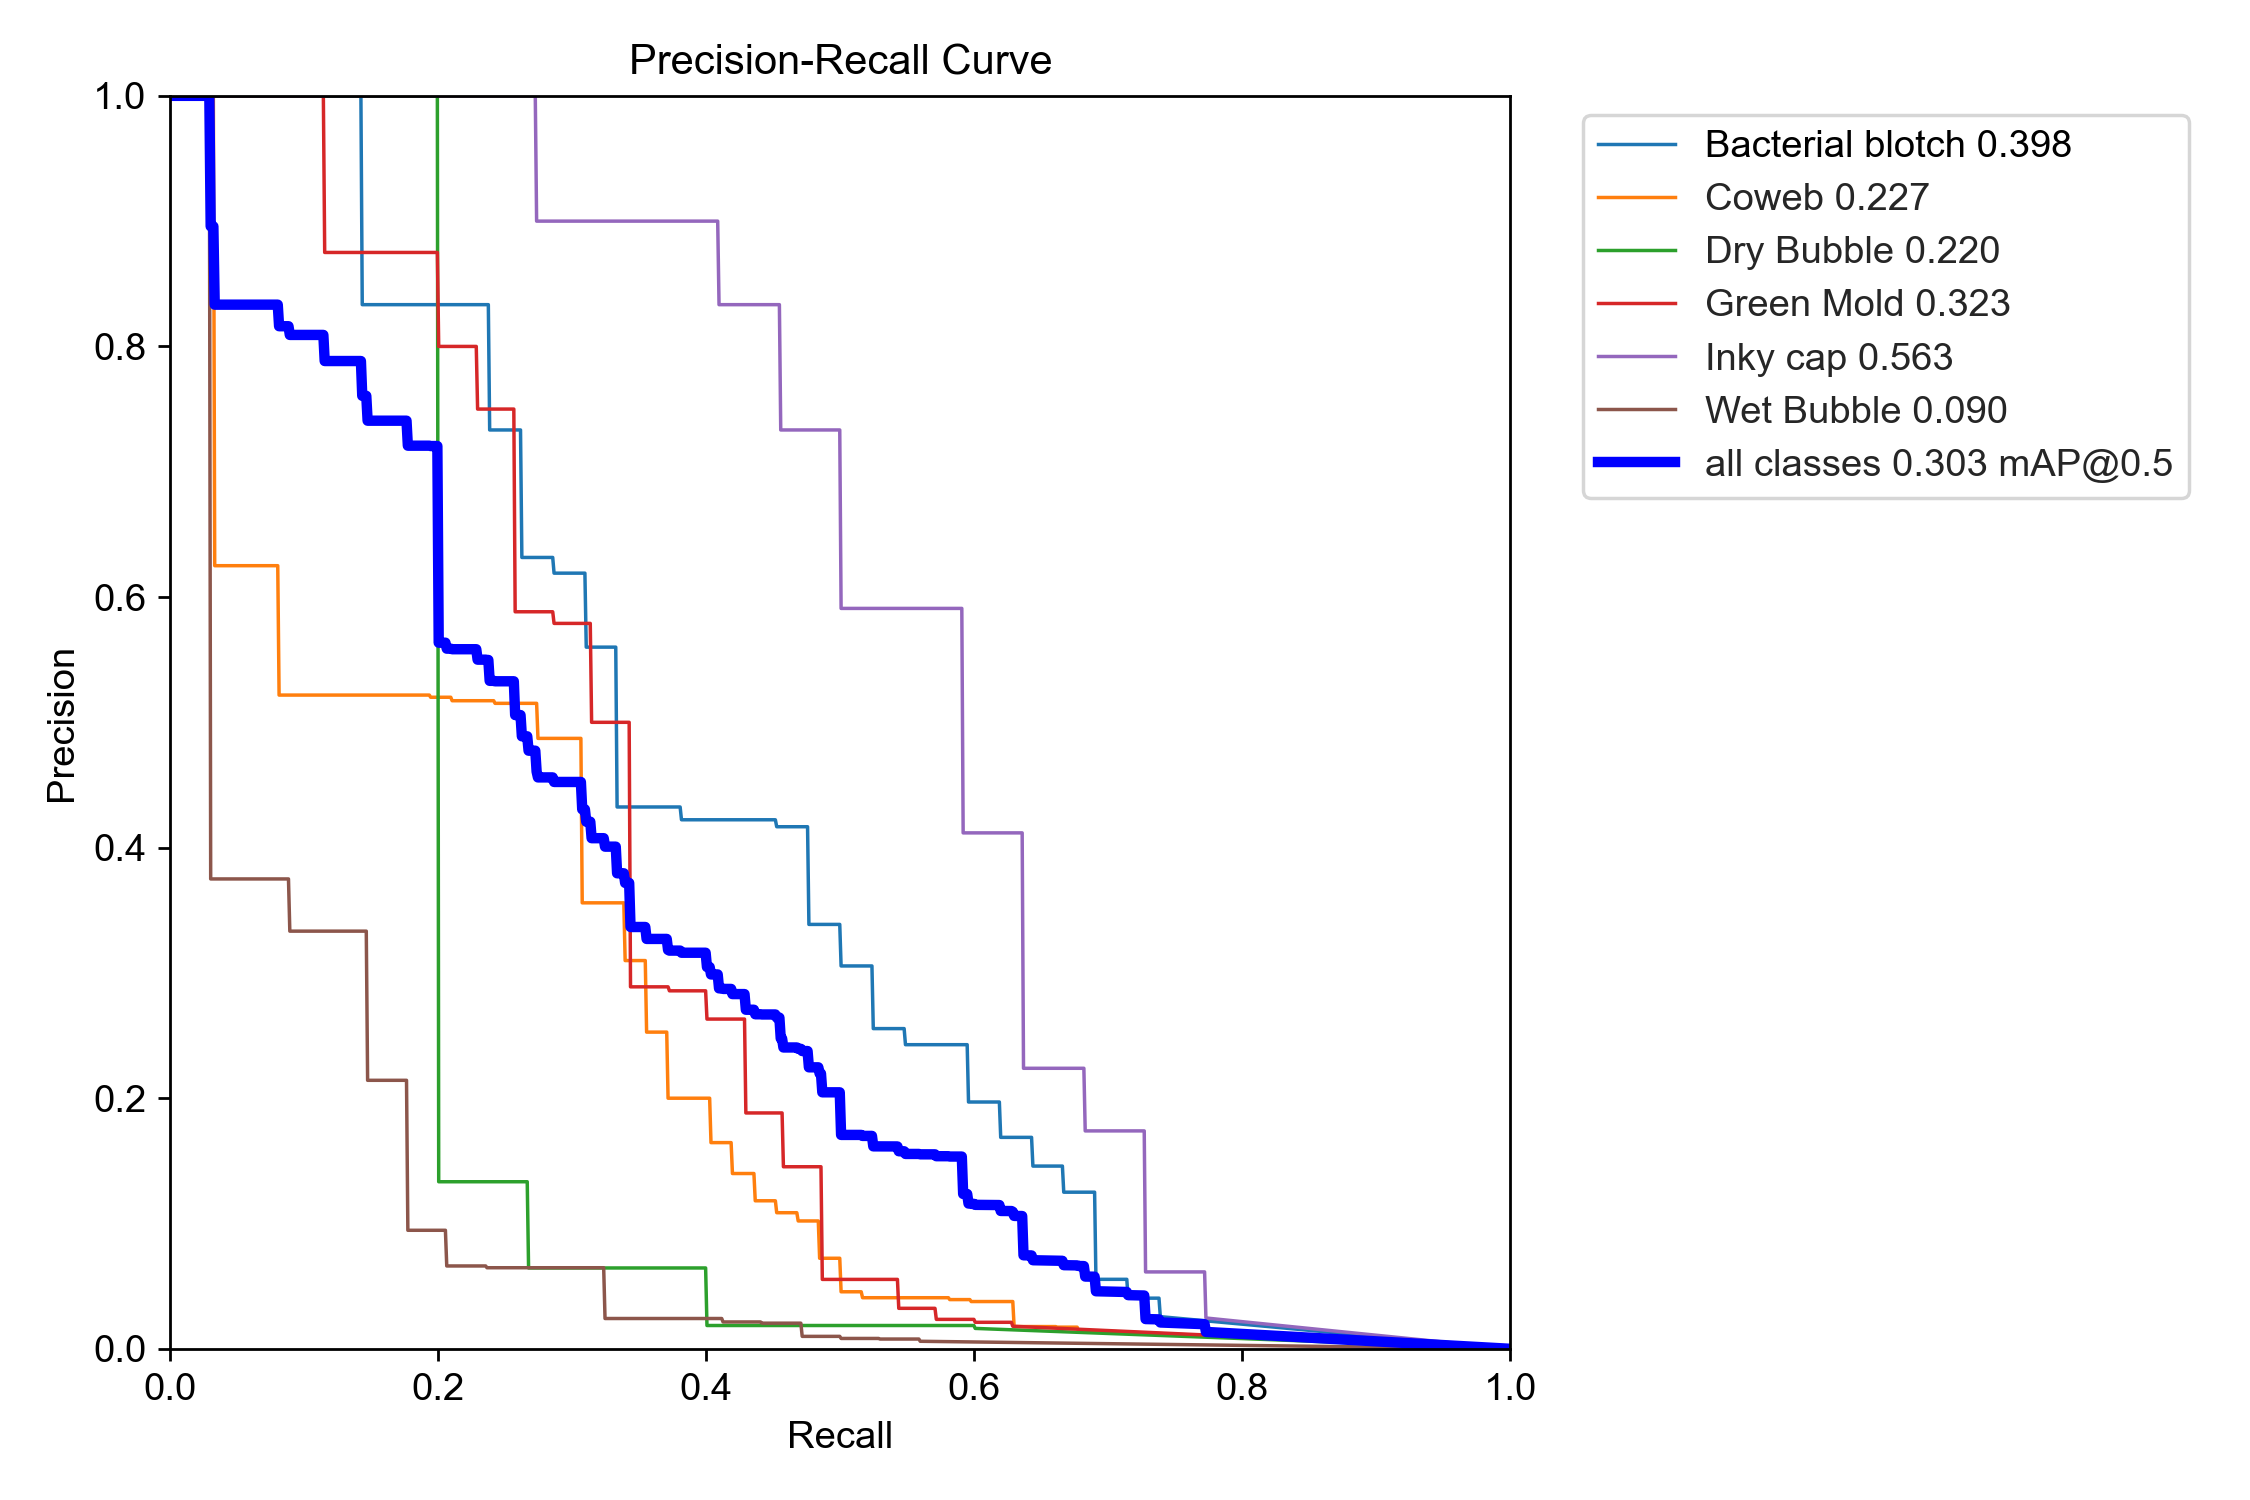 Precision-Recall Curve
1.0
0.8
0.6
0.4
0.2
0.0
Precision
0.0 0.2 0.4 0.6 0.8 1.0
Recall
Bacterial blotch 0.398
Coweb 0.227
Dry Bubble 0.220
Green Mold 0.323
Inky cap 0.563
Wet Bubble 0.090
all classes 0.303 mAP@0.5